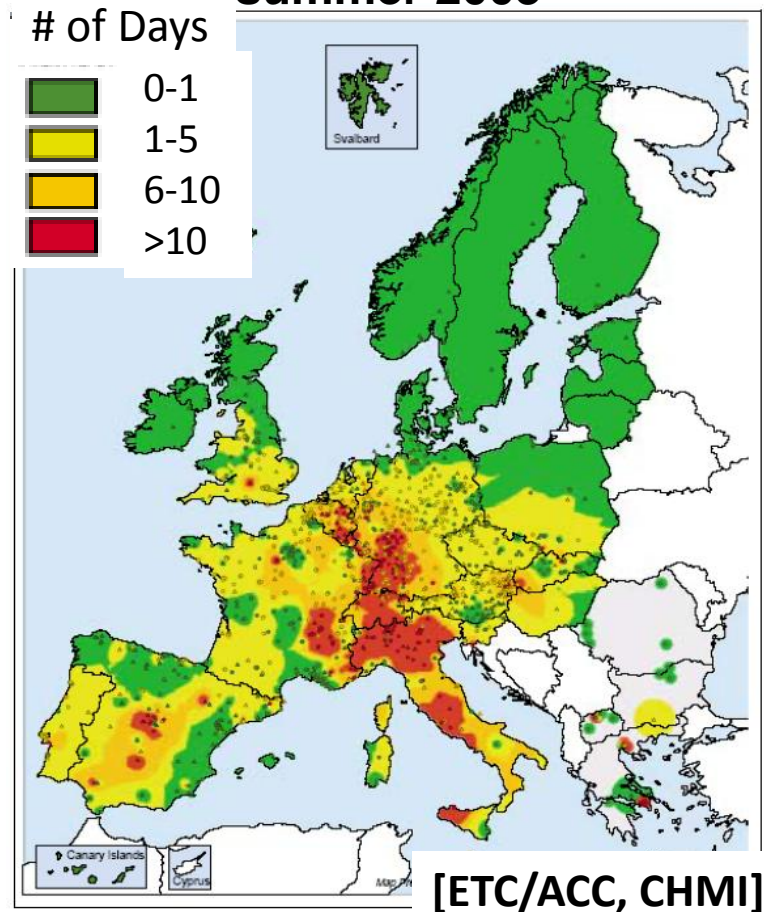 # of Days
0-1
1-5
6-10
>10
Svalbard
Canary Islands
Cyprus
[ETC/ACC, CHMI]